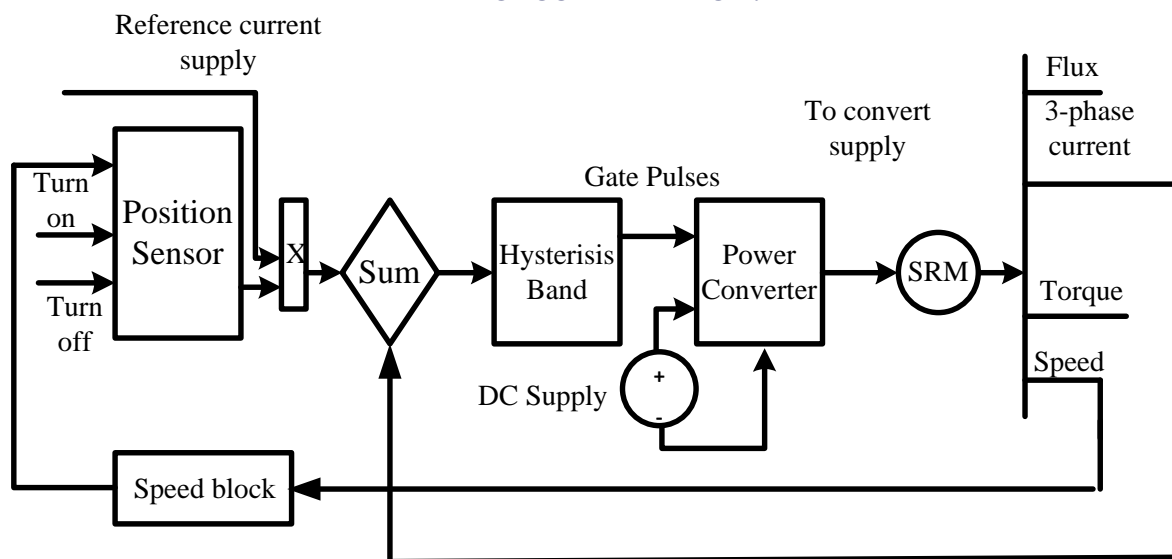 Reference current
supply
Flux
3-phase
current
To convert
supply
Gate Pulses
Turn
on
Position
Sensor
X
Sum
Hysterisis
Band
Power
Converter
SRM
Turn
off
Torque
Speed
DC Supply
+
-
Speed block